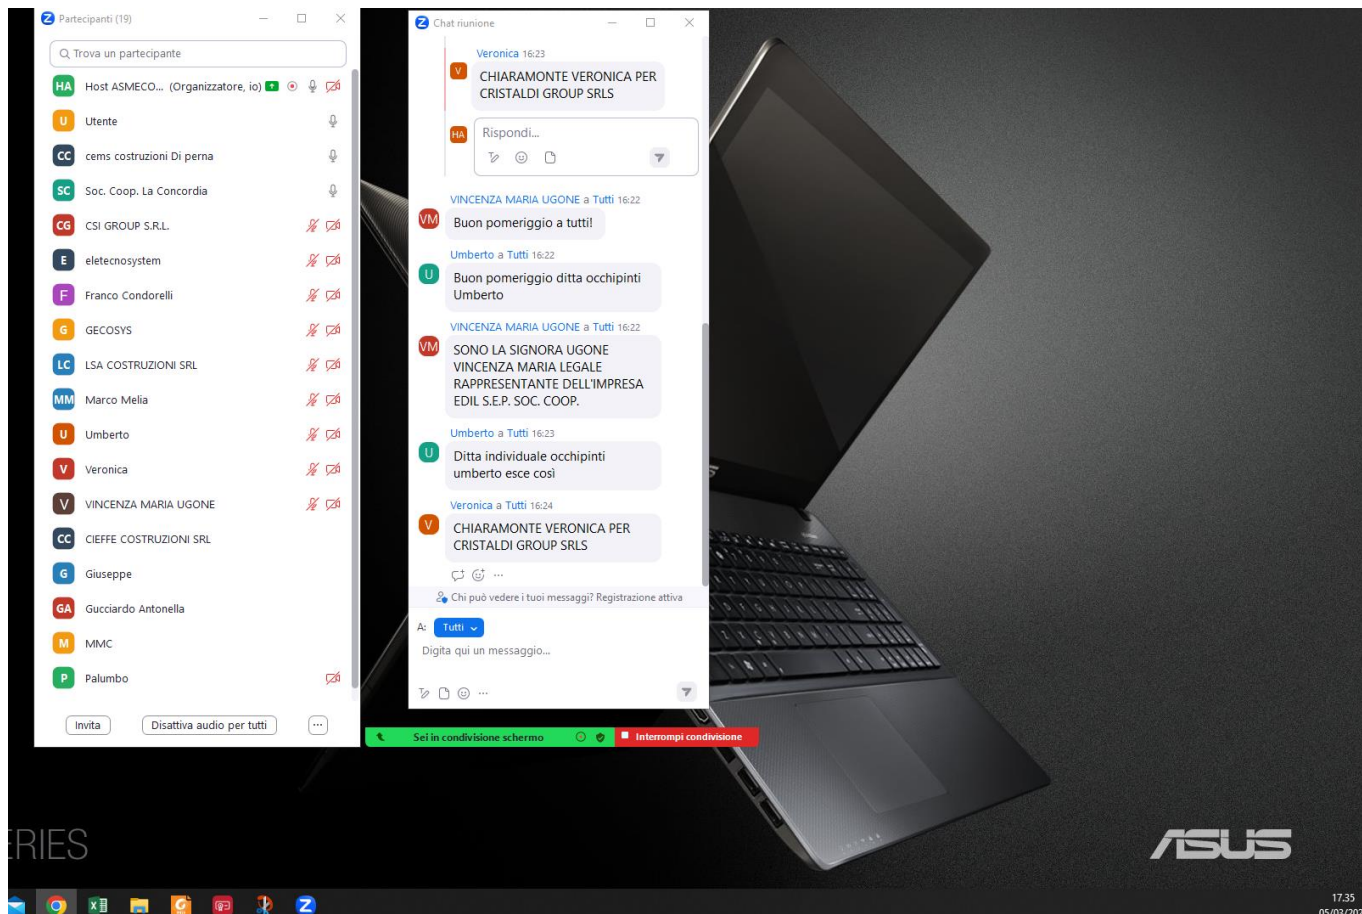 Partecipanti (19)
Trova un partecipante
HA Host ASMECO... (Organizzatore, io)
U Utente
CC cems costruzioni Di perna
SC Soc. Coop. La Concordia
CG CSI GROUP S.R.L.
E eletecnosystem
F Franco Condorelli
G GECOSYS
LC LSA COSTRUZIONI SRL
MM Marco Melia
U Umberto
V Veronica
V VINCENZA MARIA UGONE
CC CIEFFE COSTRUZIONI SRL
G Giuseppe
GA Gucciardo Antonella
M MMC
P Palumbo
Invita Disattiva audio per tutti
Chat riunione
Veronica 16:23
V CHIARAMONTE VERONICA PER
CRISTALDI GROUP SRLS
HA Rispondi...
VINCENZA MARIA UGONE a Tutti 16:22
VM Buon pomeriggio a tutti!
Umberto a Tutti 16:22
U Buon pomeriggio ditta occhipinti
Umberto
VINCENZA MARIA UGONE a Tutti 16:22
VM SONO LA SIGNORA UGONE
VINCENZA MARIA LEGALE
RAPPRESENTANTE DELL'IMPRESA
EDIL S.E.P. SOC. COOP.
Umberto a Tutti 16:23
U Ditta individuale occhipinti
umberto esce così
Veronica a Tutti 16:24
V CHIARAMONTE VERONICA PER
CRISTALDI GROUP SRLS
Chi può vedere i tuoi messaggi? Registrazione attiva
A: Tutti
Digita qui un messaggio...
Sei in condivisione schermo Interrompi condivisione
ERIES
ASUS
17.35